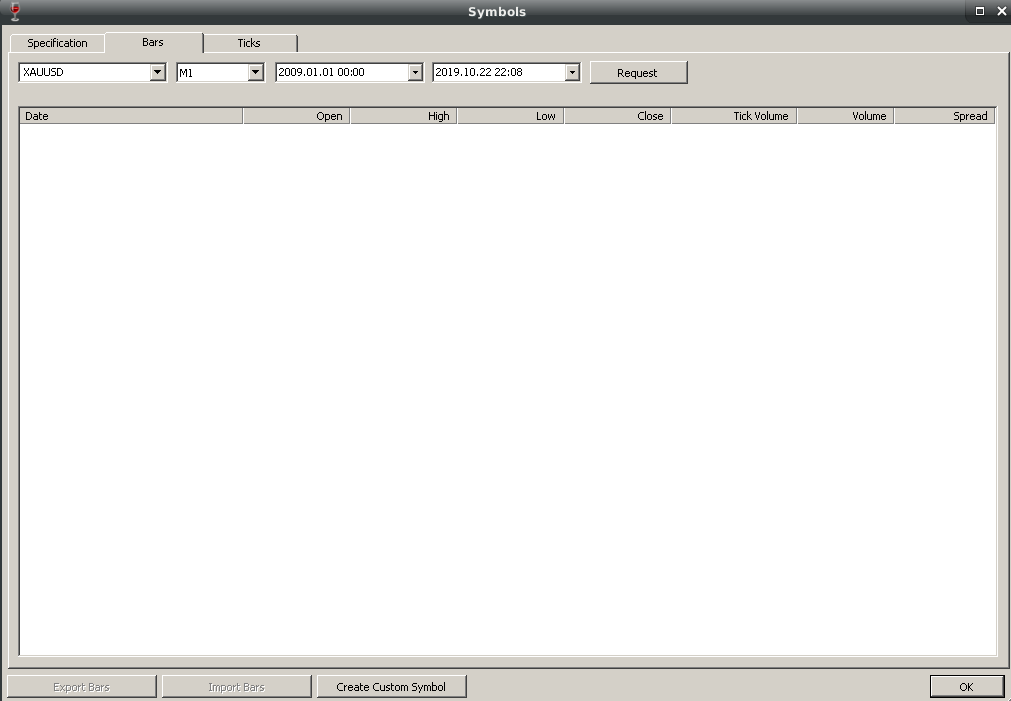 Symbols
Specification Bars Ticks
XAUUSD M1 2009.01.01 00:00 2019.10.22 22:08 Request
Date Open High Low Close Tick Volume Volume Spread
Export Bars Import Bars Create Custom Symbol OK